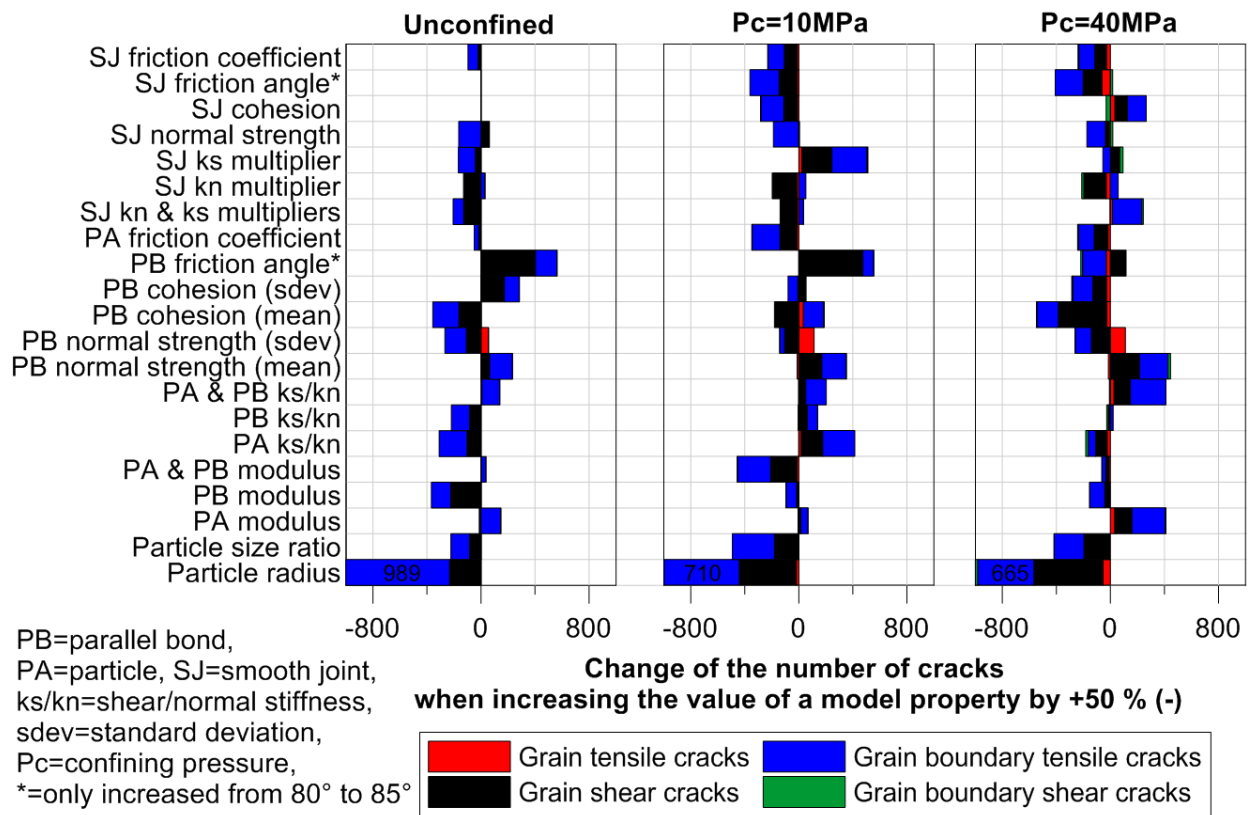 Unconfined
Pc=10MPa
Pc=40MPa
SJ friction coefficient
SJ friction angle*
SJ cohesion
SJ normal strength
SJ ks multiplier
SJ kn multiplier
SJ kn & ks multipliers
PA friction coefficient
PB friction angle*
PB cohesion (sdev)
PB cohesion (mean)
PB normal strength (sdev)
PB normal strength (mean)
PA & PB ks/kn
PB ks/kn
PA ks/kn
PA & PB modulus
PB modulus
PA modulus
Particle size ratio
Particle radius
989
710
665
-800 0 800
-800 0 800
-800 0 800
Change of the number of cracks
when increasing the value of a model property by +50 % (-)
PB=parallel bond,
PA=particle, SJ=smooth joint,
ks/kn=shear/normal stiffness,
sdev=standard deviation,
Pc=confining pressure,
*=only increased from 80° to 85°
Grain tensile cracks
Grain boundary tensile cracks
Grain shear cracks
Grain boundary shear cracks